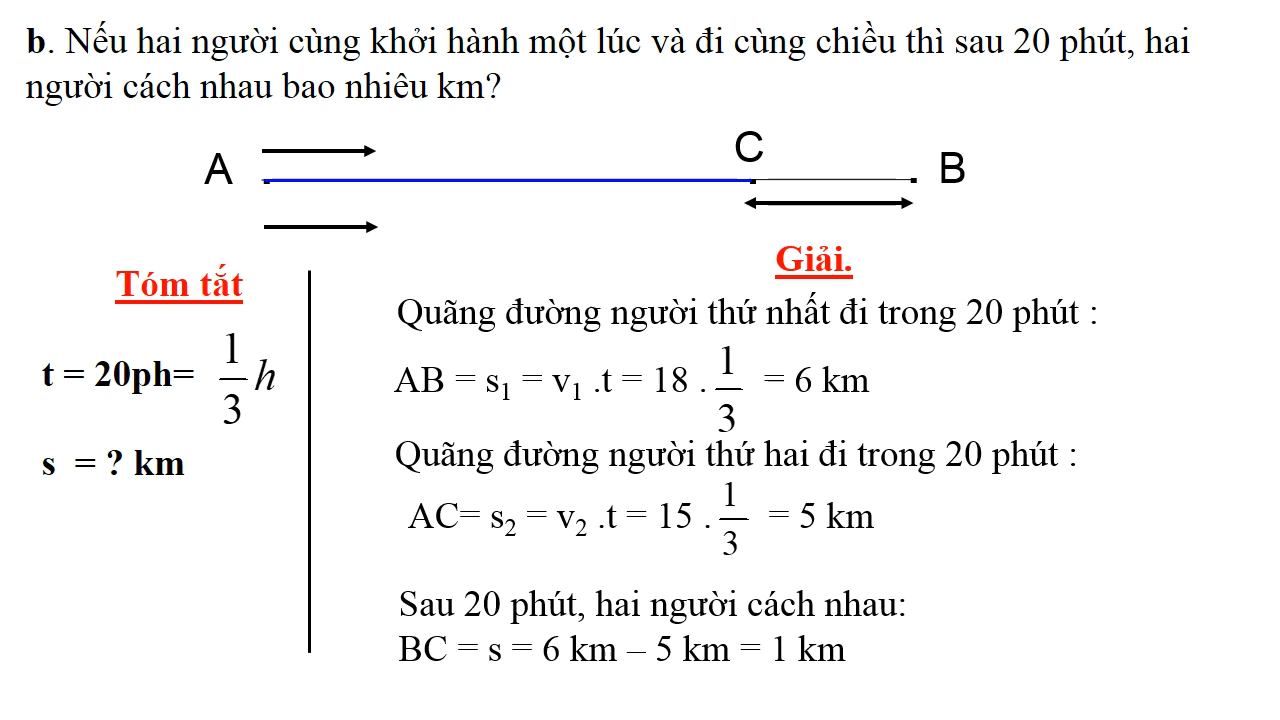 b. Nếu hai người cùng khởi hành một lúc và đi cùng chiều thì sau 20 phút, hai
người cách nhau bao nhiêu km?
A C B
Tóm tắt
t = 20ph= 1/3 h
s = ? km
Giải.
Quãng đường người thứ nhất đi trong 20 phút :
AB = s₁ = v₁ .t = 18 . 1/3 = 6 km
Quãng đường người thứ hai đi trong 20 phút :
AC= s₂ = v₂ .t = 15 . 1/3 = 5 km
Sau 20 phút, hai người cách nhau:
BC = s = 6 km – 5 km = 1 km